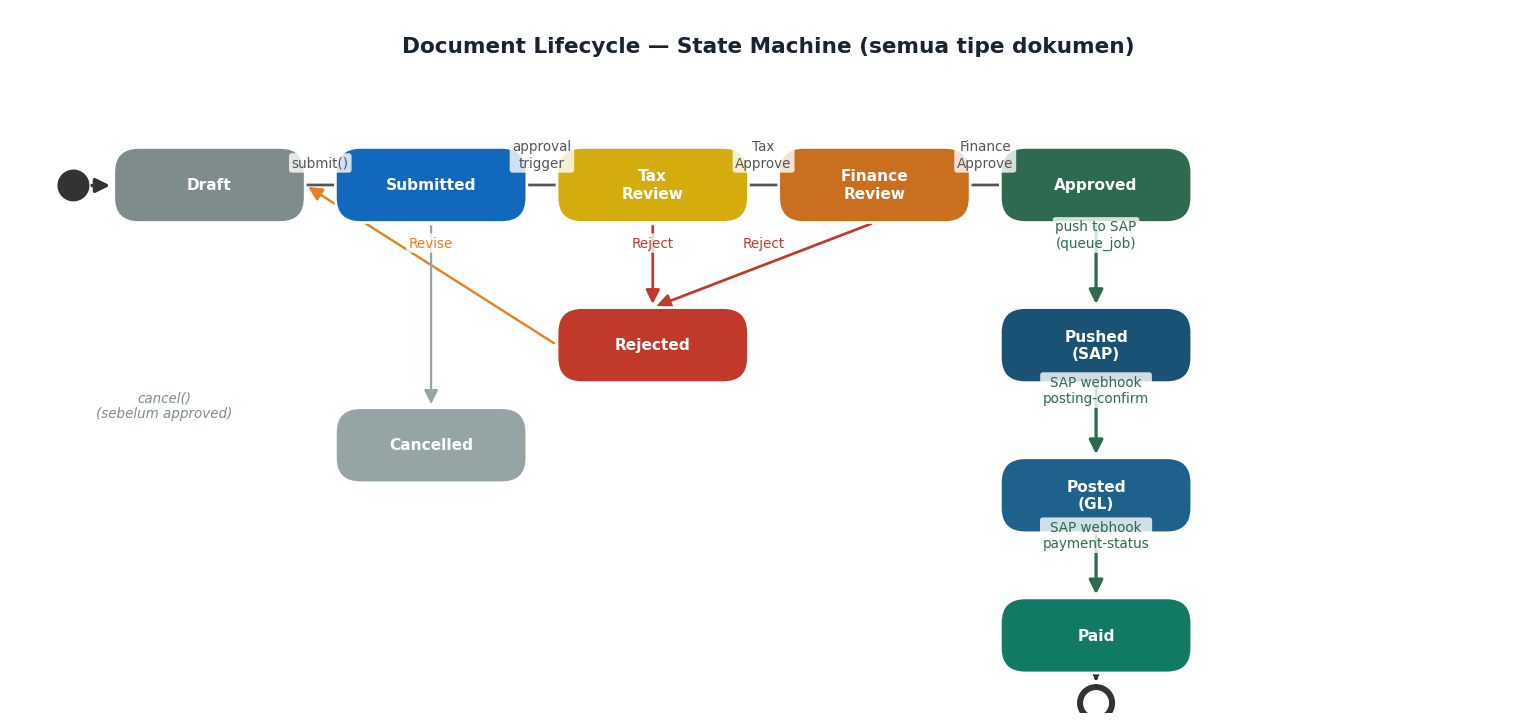 Document Lifecycle — State Machine (semua tipe dokumen)
Draft
submit()
Submitted
approval
trigger
Tax
Review
Tax
Approve
Finance
Review
Finance
Approve
Approved
Revise
Reject
Reject
push to SAP
(queue_job)
Rejected
Pushed
(SAP)
cancel()
(sebelum approved)
SAP webhook
posting-confirm
Cancelled
Posted
(GL)
SAP webhook
payment-status
Paid